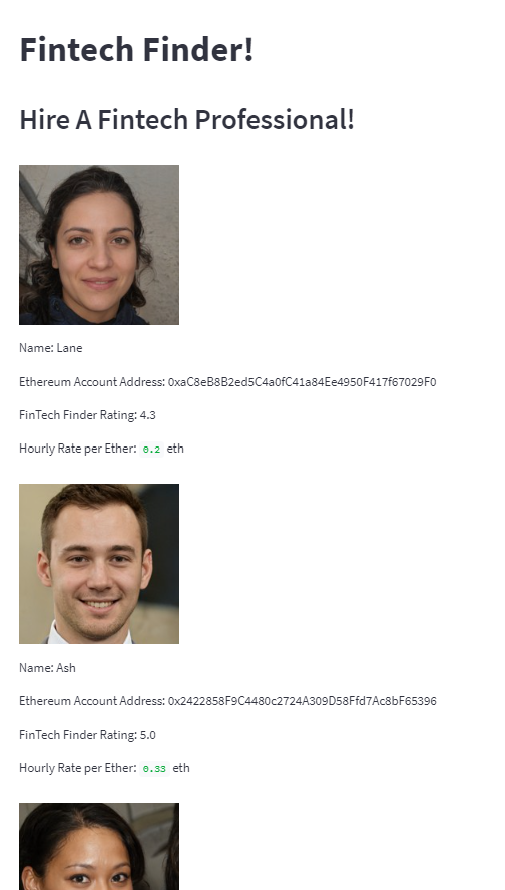 Fintech Finder!
Hire A Fintech Professional!
Name: Lane
Ethereum Account Address: 0xaC8eB8B2ed5C4a0fC41a84Ee4950F417f67029F0
FinTech Finder Rating: 4.3
Hourly Rate per Ether: 0.2 eth
Name: Ash
Ethereum Account Address: 0x2422858F9C4480c2724A309D58Ffd7Ac8bF65396
FinTech Finder Rating: 5.0
Hourly Rate per Ether: 0.33 eth